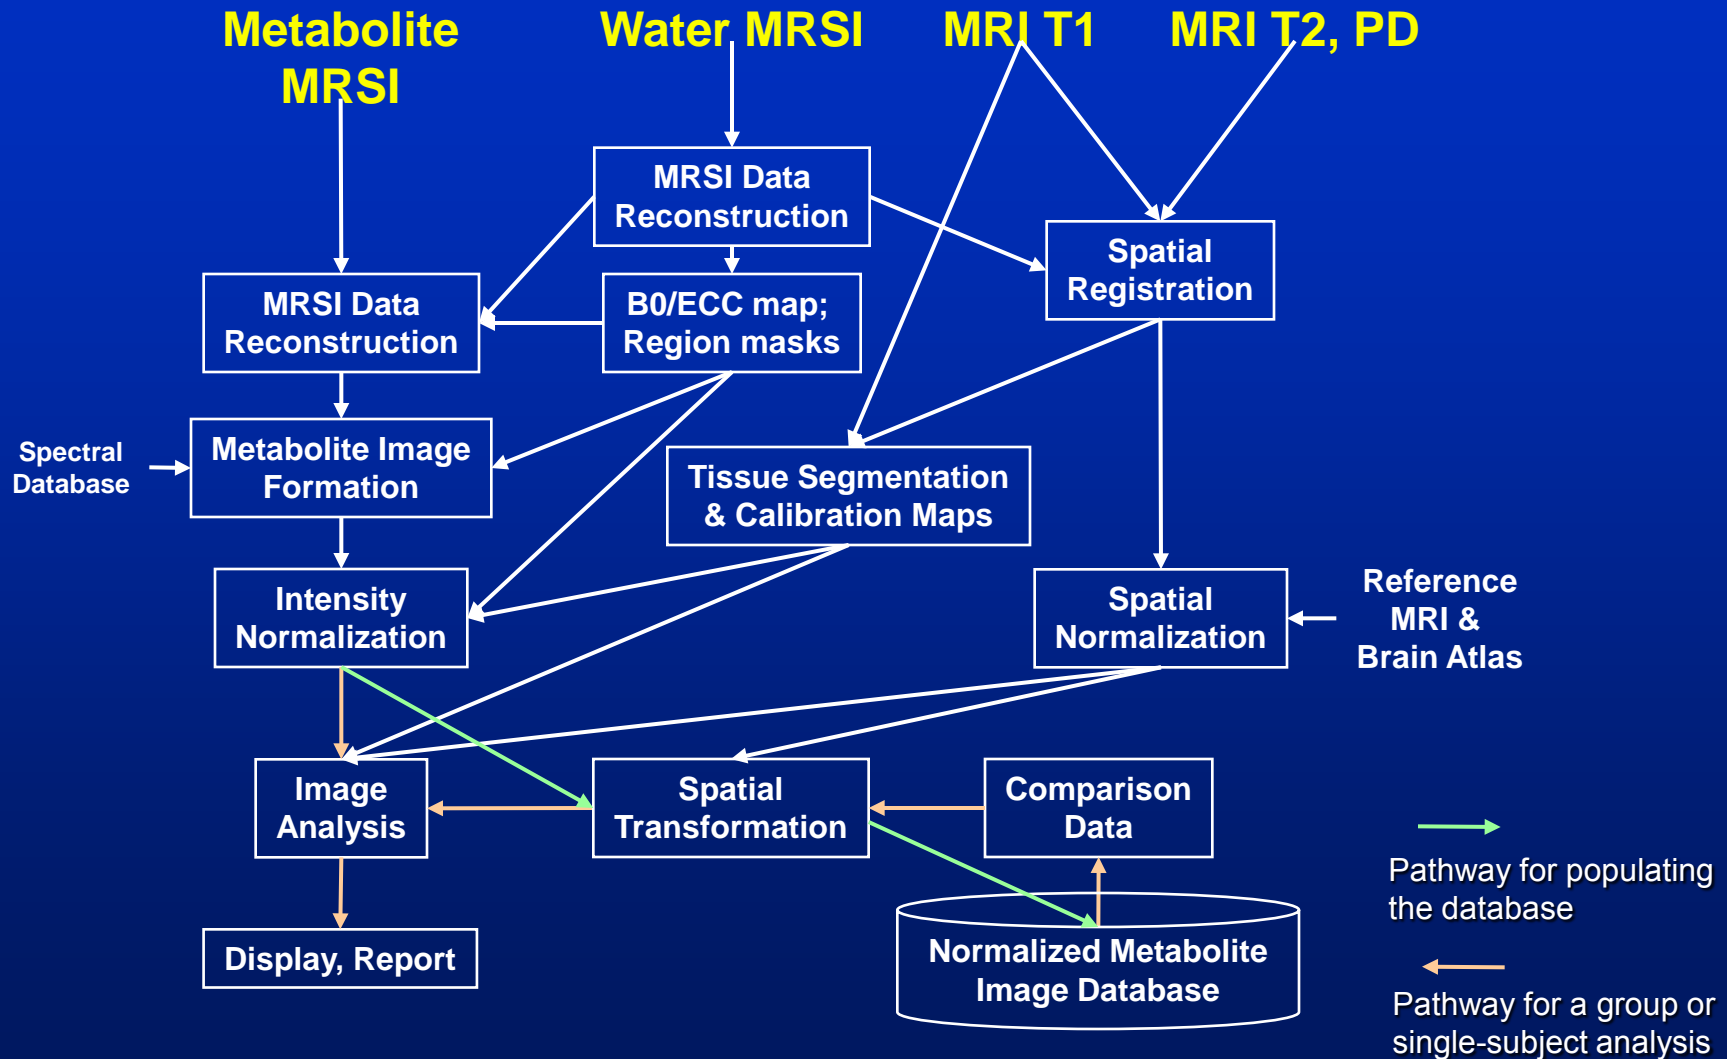 Metabolite
MRSI
Water MRSI
MRI T1
MRI T2, PD
MRSI Data
Reconstruction
Spatial
Registration
MRSI Data
Reconstruction
B0/ECC map;
Region masks
Spectral
Database
Metabolite Image
Formation
Tissue Segmentation
& Calibration Maps
Intensity
Normalization
Spatial
Normalization
Reference
MRI &
Brain Atlas
Image
Analysis
Spatial
Transformation
Comparison
Data
Pathway for populating
the database
Display, Report
Normalized Metabolite
Image Database
Pathway for a group or
single-subject analysis